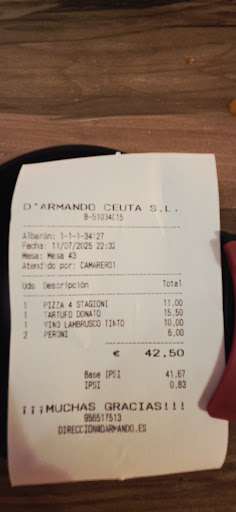 D'ARMANDO CEUTA S.L.
B-51034015
Albarán: 1-1-1-34127
Fecha: 11/07/2025 22:32
Mesa: Mesa 43
Atendido por: CAMARERO1
Uds Descripción Total
1 PIZZA 4 STAGIONI 11,00
1 TARTUFO DONATO 15,50
1 VINO LAMBRUSCO TINTO 10,00
2 PERONI 6,00
€ 42,50
Base IPSI 41,67
IPSI 0,83
¡¡¡MUCHAS GRACIAS!!!
956517513
DIRECCION@DARMANDO.ES